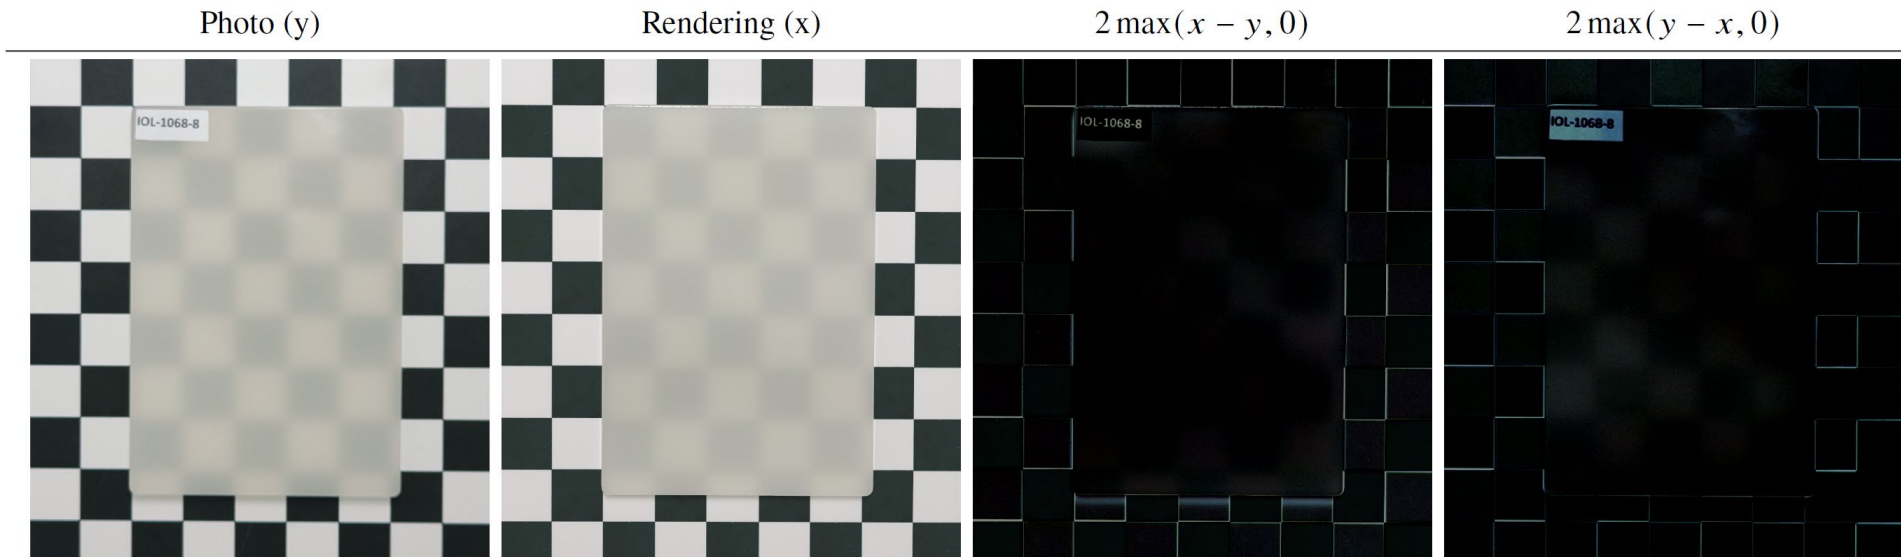 Photo (y) Rendering (x) 2 max(x − y, 0) 2 max(y − x, 0)
IOL-1068-8 IOL-1068-8 IOL-1068-8